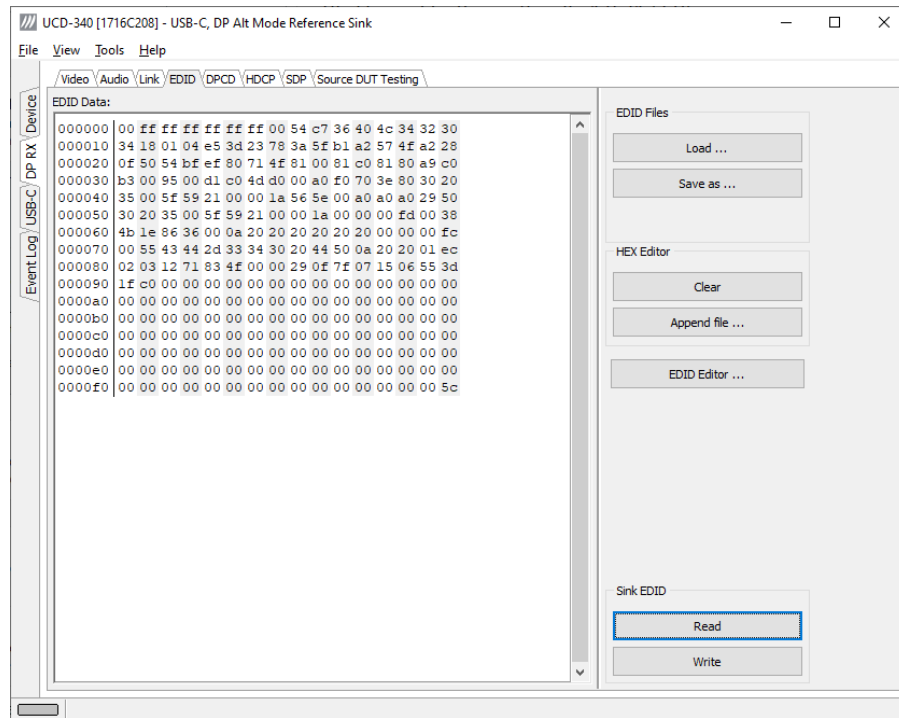 UCD-340 [1716C208] - USB-C, DP Alt Mode Reference Sink
File View Tools Help
Video Audio Link EDID DPCD HDCP SDP Source DUT Testing
Device
DP RX
USB-C
Event Log
EDID Data:
000000 00 ff ff ff ff ff ff 00 54 c7 36 40 4c 34 32 30
000010 34 18 01 04 e5 3d 23 78 3a 5f b1 a2 57 4f a2 28
000020 0f 50 54 bf ef 80 71 4f 81 00 81 c0 81 80 a9 c0
000030 b3 00 95 00 d1 c0 4d d0 00 a0 f0 70 3e 80 30 20
000040 35 00 5f 59 21 00 00 1a 56 5e 00 a0 a0 a0 29 50
000050 30 20 35 00 5f 59 21 00 00 1a 00 00 00 fd 00 38
000060 4b 1e 86 36 00 0a 20 20 20 20 20 20 00 00 00 fc
000070 00 55 43 44 2d 33 34 30 20 44 50 0a 20 20 01 ec
000080 02 03 12 71 83 4f 00 00 29 0f 7f 07 15 06 55 3d
000090 1f c0 00 00 00 00 00 00 00 00 00 00 00 00 00 00
0000a0 00 00 00 00 00 00 00 00 00 00 00 00 00 00 00 00
0000b0 00 00 00 00 00 00 00 00 00 00 00 00 00 00 00 00
0000c0 00 00 00 00 00 00 00 00 00 00 00 00 00 00 00 00
0000d0 00 00 00 00 00 00 00 00 00 00 00 00 00 00 00 00
0000e0 00 00 00 00 00 00 00 00 00 00 00 00 00 00 00 00
0000f0 00 00 00 00 00 00 00 00 00 00 00 00 00 00 00 5c
EDID Files
Load ...
Save as ...
HEX Editor
Clear
Append file ...
EDID Editor ...
Sink EDID
Read
Write